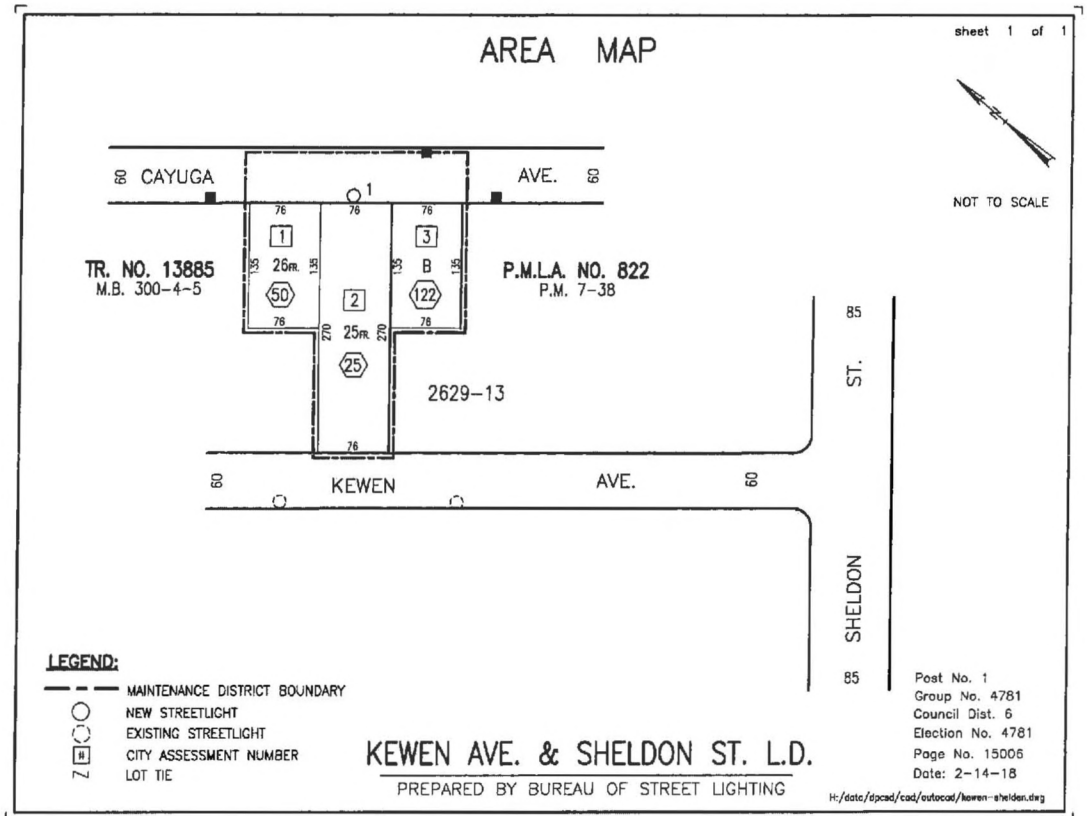 sheet 1 of 1
AREA MAP
N
NOT TO SCALE
60 CAYUGA AVE. 60
1
76 76 76
1 3
135 26FR. 135 135 B 135
50 2 122
76 76
270 25FR. 270
25
76
TR. NO. 13885
M.B. 300-4-5
P.M.L.A. NO. 822
P.M. 7-38
2629-13
85
ST.
60 KEWEN AVE. 60
SHELDON
85
LEGEND:
MAINTENANCE DISTRICT BOUNDARY
NEW STREETLIGHT
EXISTING STREETLIGHT
# CITY ASSESSMENT NUMBER
Z LOT TIE
KEWEN AVE. & SHELDON ST. L.D.
PREPARED BY BUREAU OF STREET LIGHTING
Post No. 1
Group No. 4781
Council Dist. 6
Election No. 4781
Page No. 15006
Date: 2-14-18
H:/data/dpcad/cad/autocad/kewen-shelden.dwg